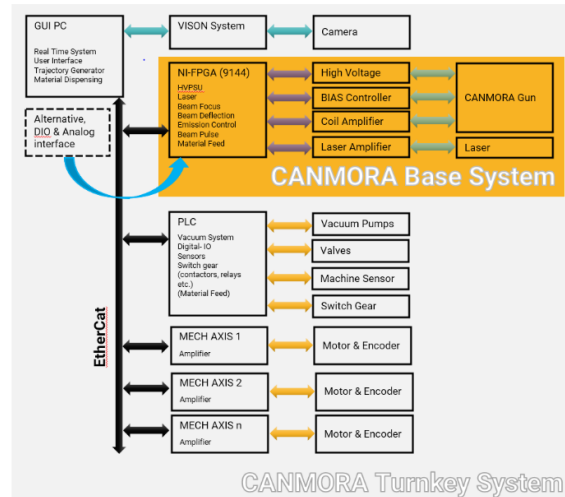 GUI PC
Real Time System
User Interface
Trajectory Generator
Material Dispensing
VISON System
Camera
Alternative,
DIO & Analog
interface
NI-FPGA (9144)
HVPSU
Laser
Beam Focus
Beam Deflection
Emission Control
Beam Pulse
Material Feed
High Voltage
BIAS Controller
Coil Amplifier
Laser Amplifier
CANMORA Gun
Laser
CANMORA Base System
PLC
Vacuum System
Digital- IO
Sensors
Switch gear
(contactors, relays
etc.)
(Material Feed)
Vacuum Pumps
Valves
Machine Sensor
Switch Gear
EtherCat
MECH AXIS 1
Amplifier
Motor & Encoder
MECH AXIS 2
Amplifier
Motor & Encoder
MECH AXIS n
Amplifier
Motor & Encoder
CANMORA Turnkey System